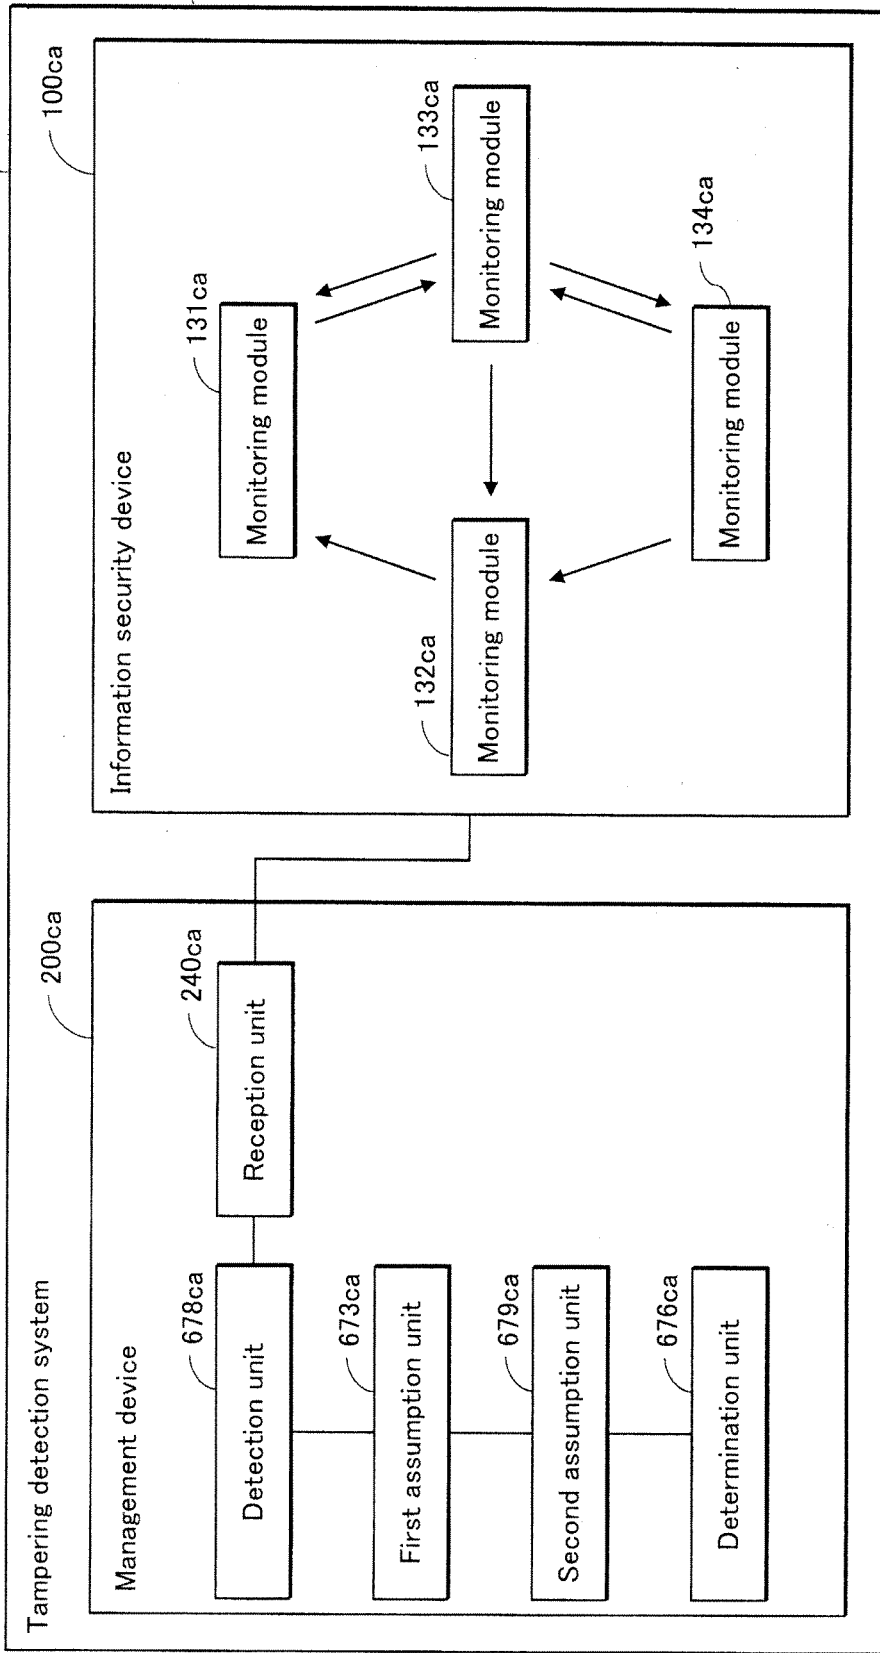 Tampering detection system
Management device
200ca
678ca
Detection unit
240ca
Reception unit
673ca
First assumption unit
679ca
Second assumption unit
676ca
Determination unit
Information security device
100ca
131ca
Monitoring module
132ca
Monitoring module
133ca
Monitoring module
134ca
Monitoring module